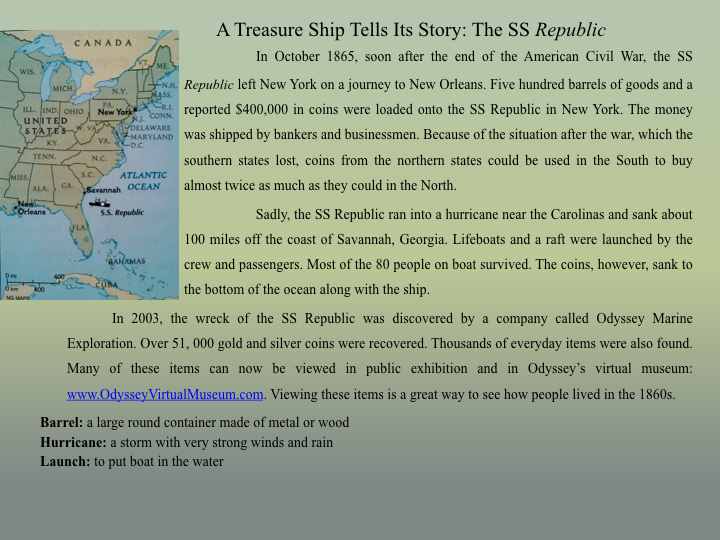 A Treasure Ship Tells Its Story: The SS Republic
In October 1865, soon after the end of the American Civil War, the SS
Republic left New York on a journey to New Orleans. Five hundred barrels of goods and a
reported $400,000 in coins were loaded onto the SS Republic in New York. The money
was shipped by bankers and businessmen. Because of the situation after the war, which the
southern states lost, coins from the northern states could be used in the South to buy
almost twice as much as they could in the North.
Sadly, the SS Republic ran into a hurricane near the Carolinas and sank about
100 miles off the coast of Savannah, Georgia. Lifeboats and a raft were launched by the
crew and passengers. Most of the 80 people on boat survived. The coins, however, sank to
the bottom of the ocean along with the ship.
In 2003, the wreck of the SS Republic was discovered by a company called Odyssey Marine
Exploration. Over 51, 000 gold and silver coins were recovered. Thousands of everyday items were also found.
Many of these items can now be viewed in public exhibition and in Odyssey's virtual museum:
www.OdysseyVirtualMuseum.com. Viewing these items is a great way to see how people lived in the 1860s.
Barrel: a large round container made of metal or wood
Hurricane: a storm with very strong winds and rain
Launch: to put boat in the water
CANADA
WIS.
MICH.
VT.
ME.
N.H.
MASS.
N.Y.
R.I.
CONN.
PA.
New York
N.J.
ILL.
IND.
OHIO
UNITED
STATES
W. VA.
DELAWARE
MARYLAND
D.C.
KY.
VA.
TENN.
N.C.
MISS.
ALA.
GA.
S.C.
ATLANTIC
OCEAN
Savannah
New
Orleans
S.S. Republic
FLA.
BAHAMAS
CUBA
0 mi 400
0 km 400
NG MAPS